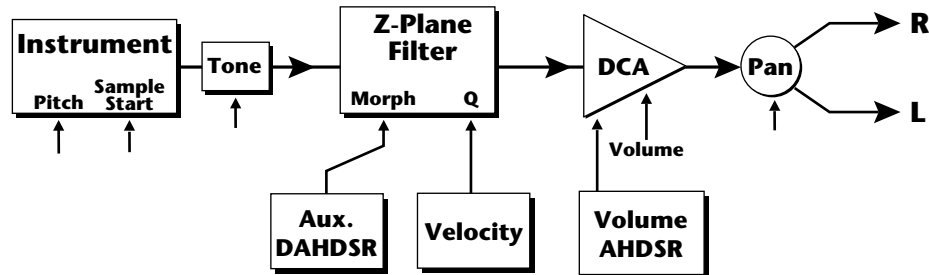 Instrument
Pitch
Sample
Start
Tone
Z-Plane
Filter
Morph Q
DCA
Volume
Pan
R
L
Aux.
DAHDSR
Velocity
Volume
AHDSR